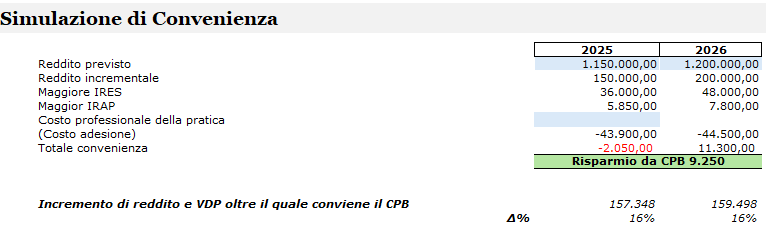 Simulazione di Convenienza
2025 2026
Reddito previsto 1.150.000,00 1.200.000,00
Reddito incrementale 150.000,00 200.000,00
Maggiore IRES 36.000,00 48.000,00
Maggior IRAP 5.850,00 7.800,00
Costo professionale della pratica
(Costo adesione) -43.900,00 -44.500,00
Totale convenienza -2.050,00 11.300,00
Risparmio da CPB 9.250
Incremento di reddito e VDP oltre il quale conviene il CPB 157.348 159.498
Δ% 16% 16%